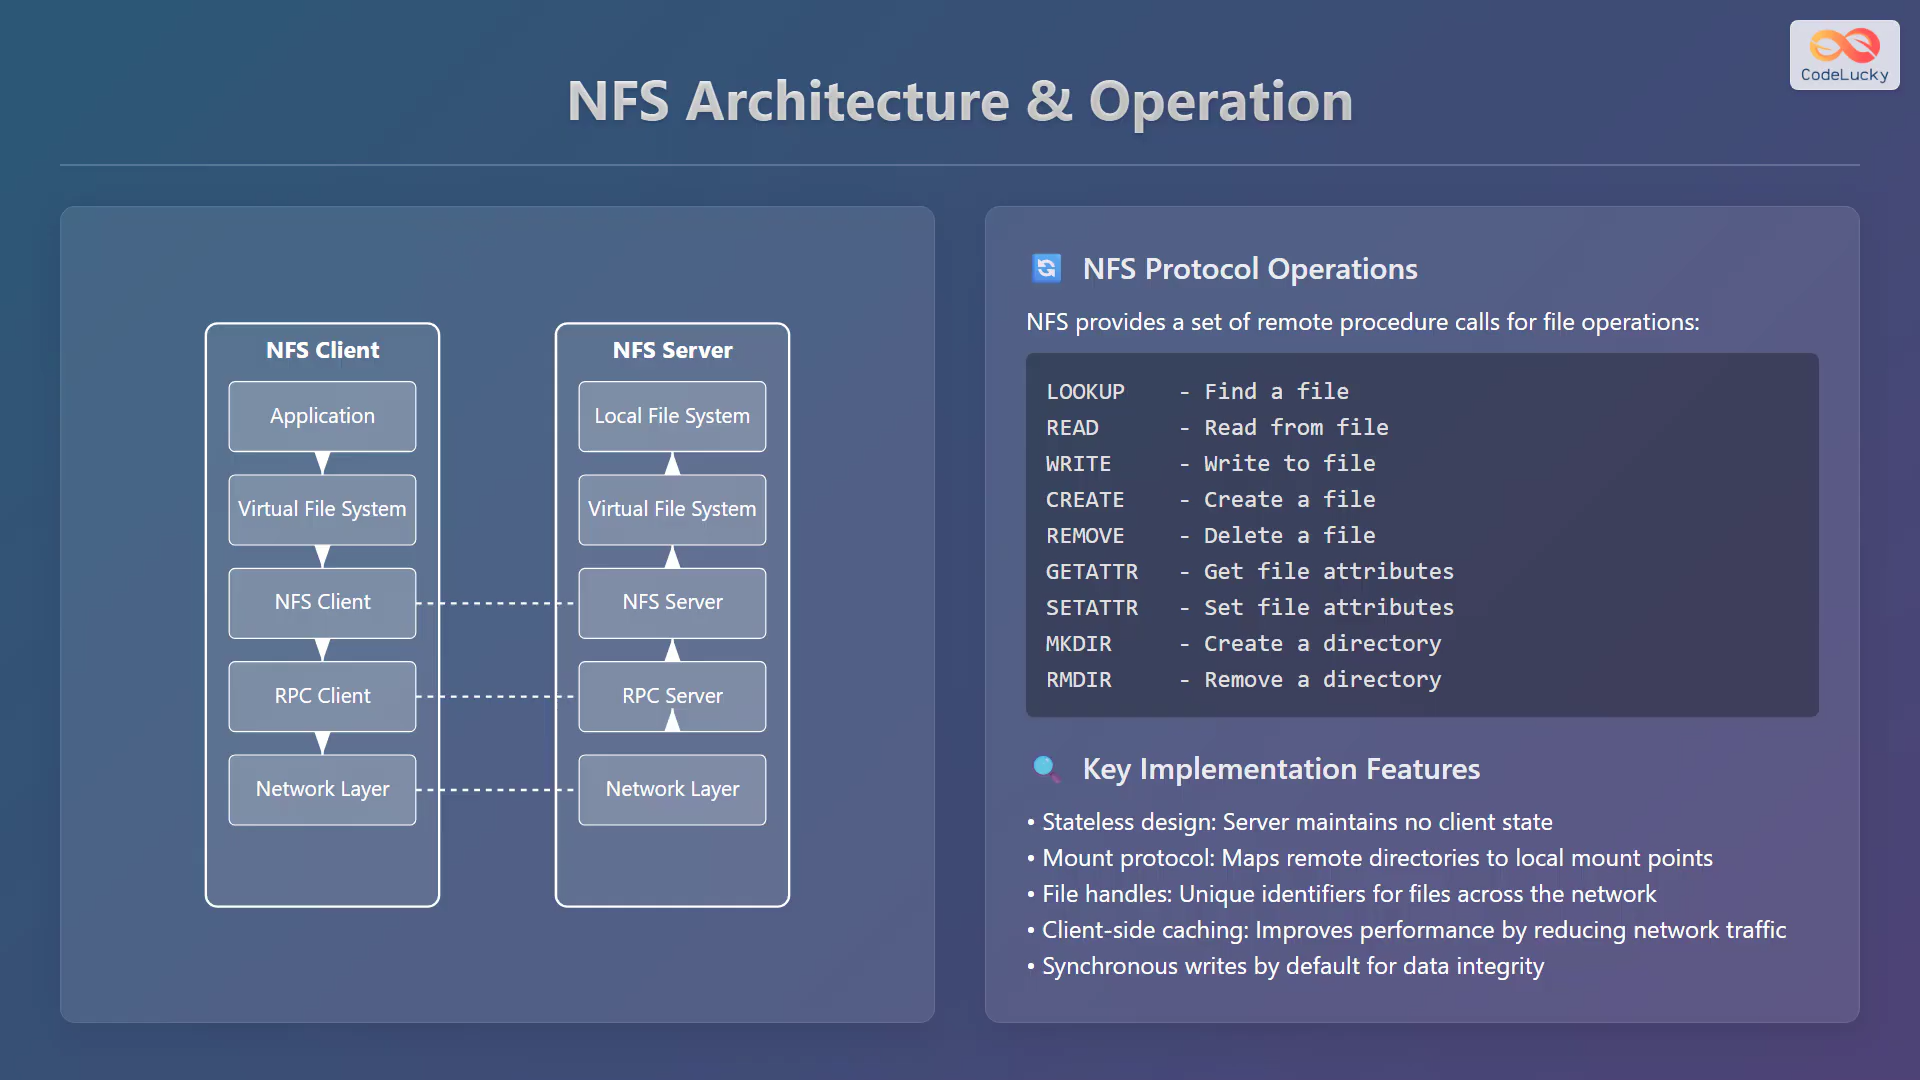 CodeLucky
NFS Architecture & Operation
NFS Client
Application
Virtual File System
NFS Client
RPC Client
Network Layer
NFS Server
Local File System
Virtual File System
NFS Server
RPC Server
Network Layer
NFS Protocol Operations
NFS provides a set of remote procedure calls for file operations:
LOOKUP - Find a file
READ - Read from file
WRITE - Write to file
CREATE - Create a file
REMOVE - Delete a file
GETATTR - Get file attributes
SETATTR - Set file attributes
MKDIR - Create a directory
RMDIR - Remove a directory
Key Implementation Features
• Stateless design: Server maintains no client state
• Mount protocol: Maps remote directories to local mount points
• File handles: Unique identifiers for files across the network
• Client-side caching: Improves performance by reducing network traffic
• Synchronous writes by default for data integrity